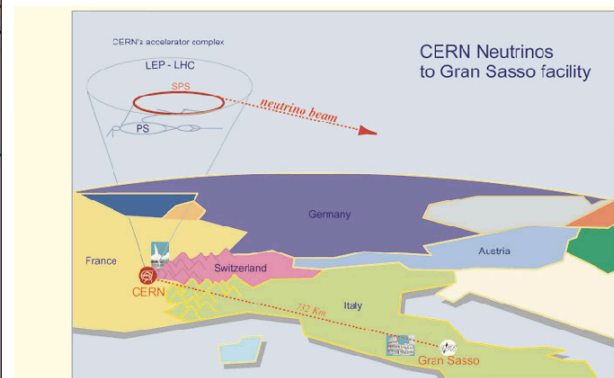 CERN's accelerator complex
CERN Neutrinos
to Gran Sasso facility
LEP - LHC
SPS
neutrino beam
PS
Germany
France
Austria
Switzerland
CERN
732 Km
Italy
Gran Sasso